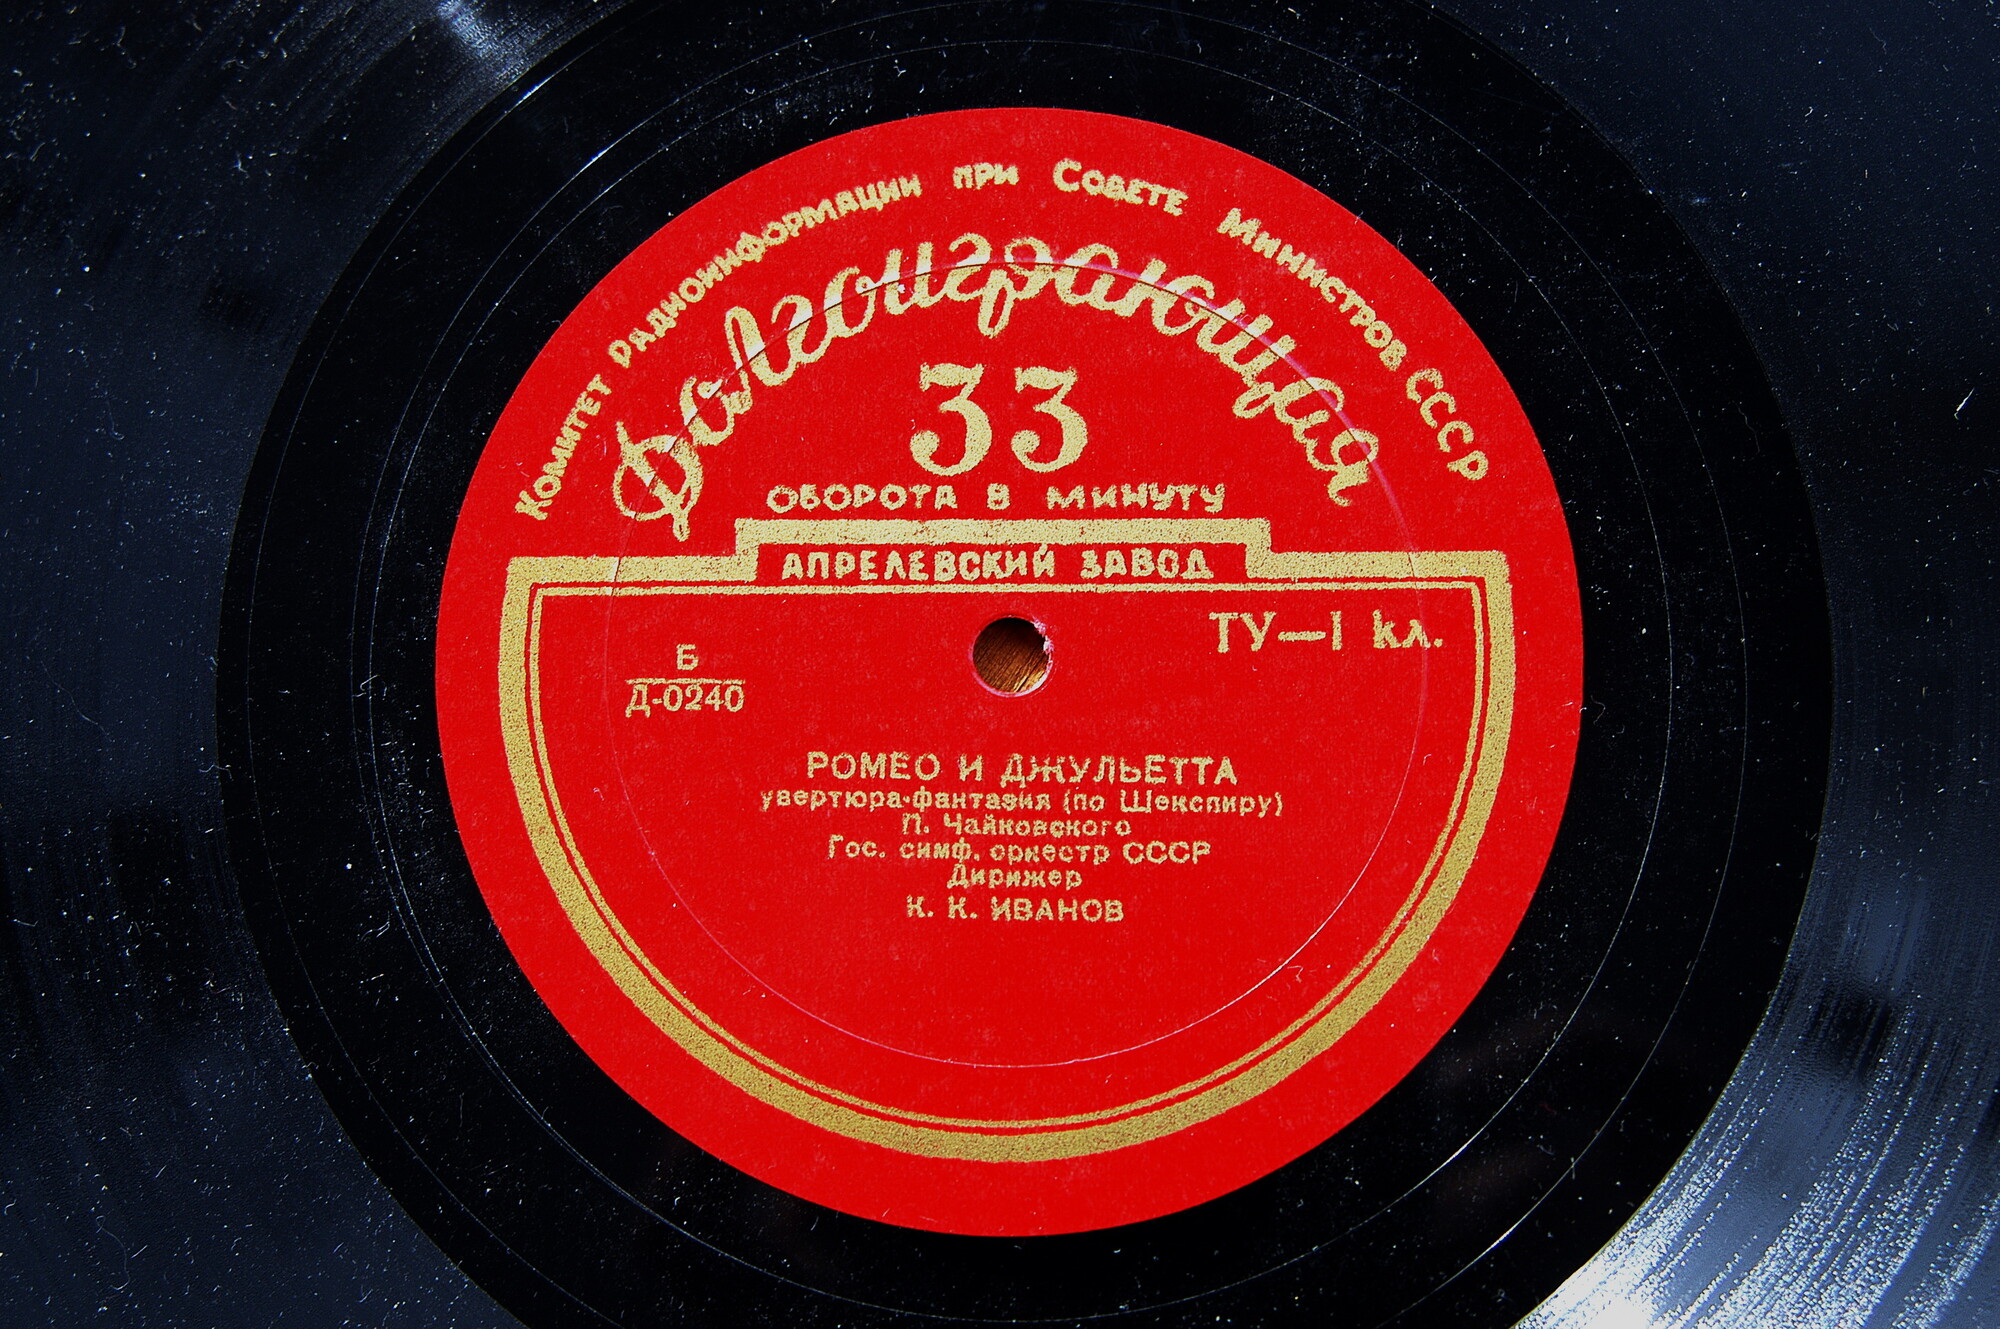 Комитет Радиоинформации при Совете Министров СССР
Долгоиграющая
33
ОБОРОТА В МИНУТУ
АПРЕЛЕВСКИЙ ЗАВОД
ТУ—I кл.
Б
Д-0240
РОМЕО И ДЖУЛЬЕТТА
увертюра-фантазия (по Шекспиру)
П. Чайковского
Гос. симф. оркестр СССР
Дирижер
К. К. ИВАНОВ